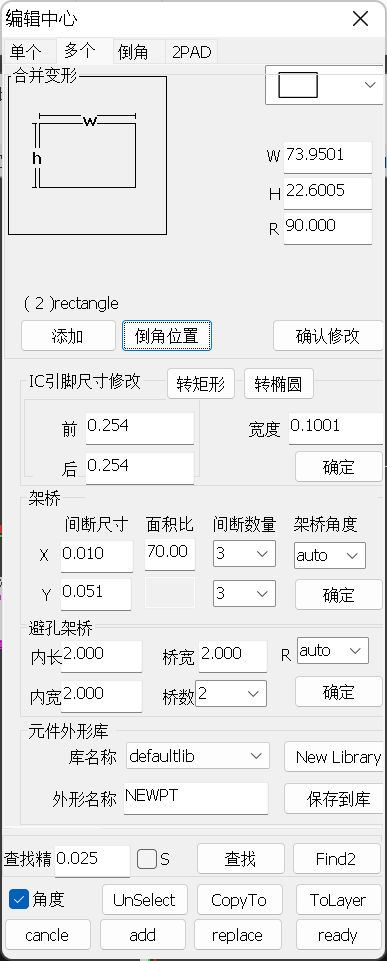 编辑中心
单个 多个 倒角 2PAD
合并变形
w
h
W 73.9501
H 22.6005
R 90.000
( 2 )rectangle
添加 倒角位置 确认修改
IC引脚尺寸修改 转矩形 转椭圆
前 0.254 宽度 0.1001
后 0.254 确定
架桥
间断尺寸 面积比 间断数量 架桥角度
X 0.010 70.00 3 auto
Y 0.051 3 确定
避孔架桥
内长 2.000 桥宽 2.000 R auto
内宽 2.000 桥数 2 确定
元件外形库
库名称 defaultlib New Library
外形名称 NEWPT 保存到库
查找精 0.025 S 查找 Find2
角度 UnSelect CopyTo ToLayer
cancle add replace ready